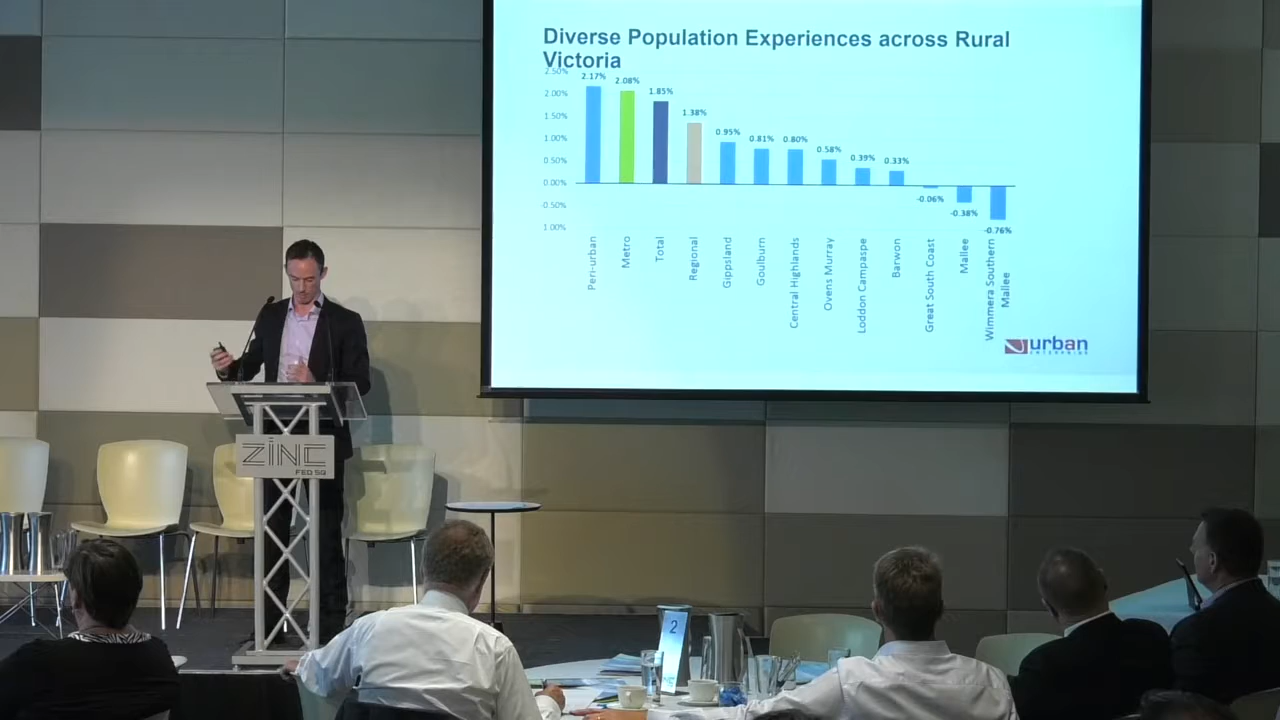 Diverse Population Experiences across Rural
Victoria
2.50%
2.00%
1.50%
1.00%
0.50%
0.00%
-0.50%
1.00%
2.17%
2.08%
1.85%
1.38%
0.95%
0.81%
0.80%
0.58%
0.39%
0.33%
-0.06%
-0.38%
-0.76%
Peri-urban
Metro
Total
Regional
Gippsland
Goulburn
Central Highlands
Ovens Murray
Loddon Campaspe
Barwon
Great South Coast
Mallee
Wimmera Southern
Mallee
urban
ENTERPRISE
ZINC
FED SQ
2